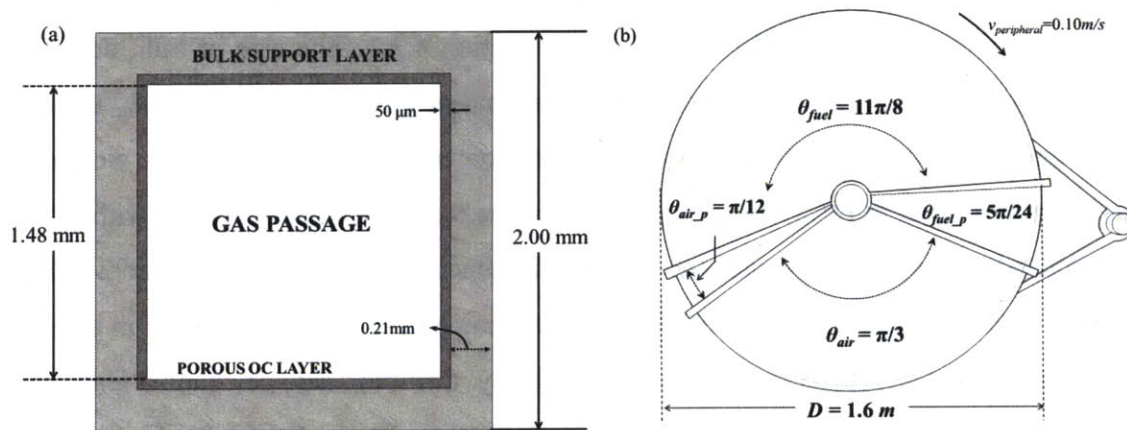 (a)
BULK SUPPORT LAYER
50 μm
GAS PASSAGE
1.48 mm
2.00 mm
0.21mm
POROUS OC LAYER
(b)
v_peripheral=0.10m/s
θ_fuel = 11π/8
θ_air_p = π/12
θ_fuel_p = 5π/24
θ_air = π/3
D = 1.6 m